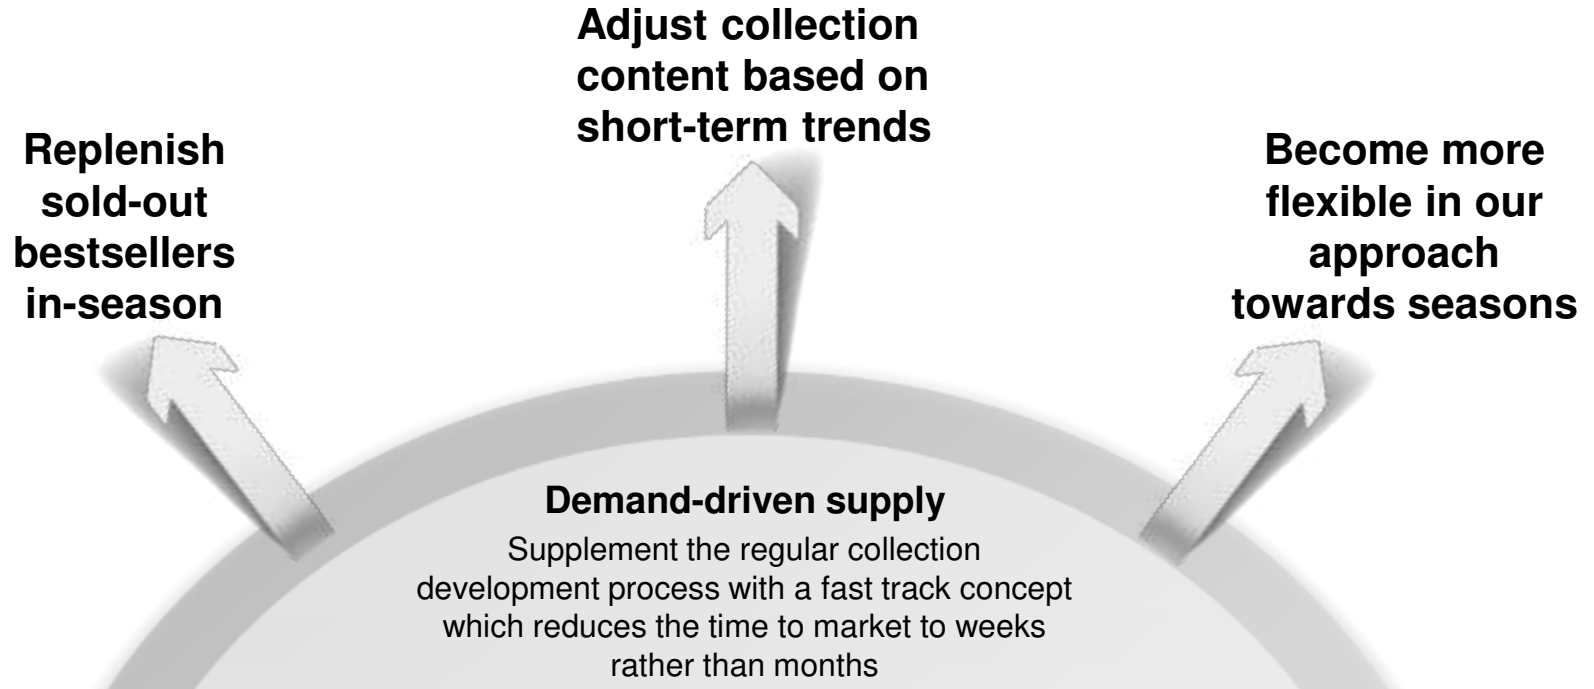 Adjust collection
content based on
short-term trends
Replenish
sold-out
bestsellers
in-season
Become more
flexible in our
approach
towards seasons
Demand-driven supply
Supplement the regular collection
development process with a fast track concept
which reduces the time to market to weeks
rather than months